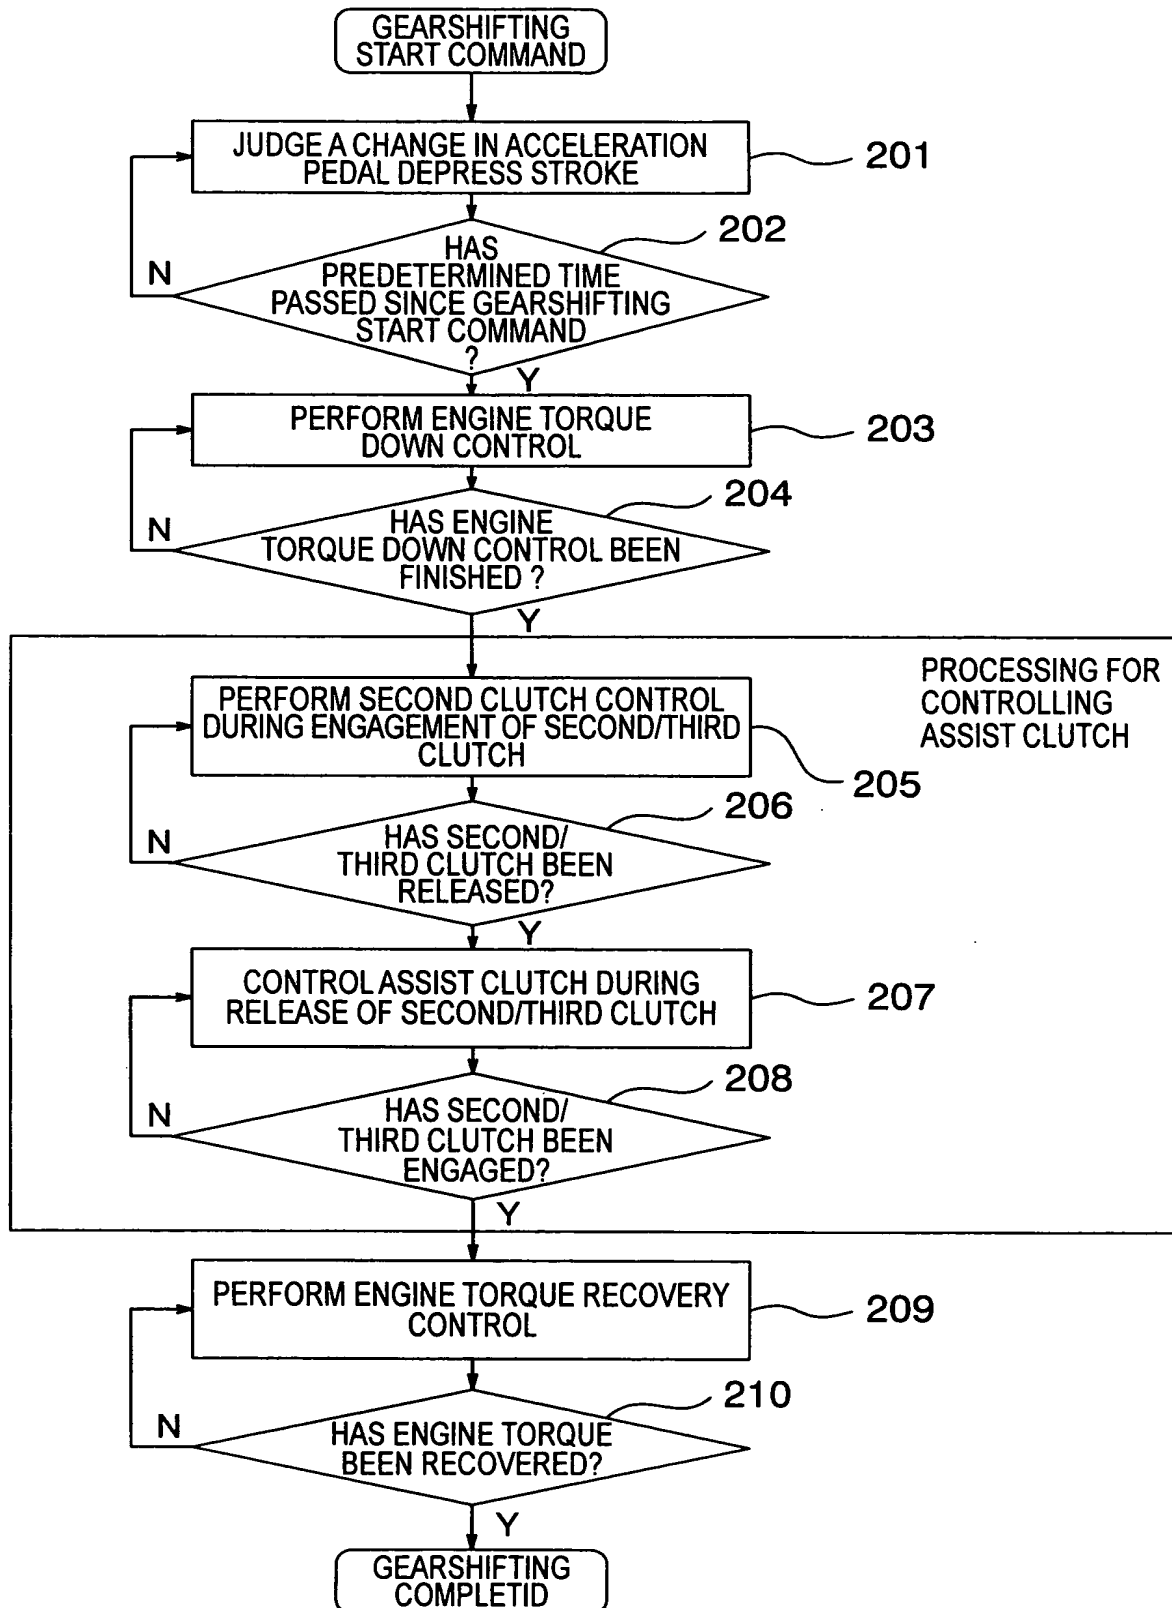 GEARSHIFTING
START COMMAND
JUDGE A CHANGE IN ACCELERATION
PEDAL DEPRESS STROKE
201
202
HAS
PREDETERMINED TIME
PASSED SINCE GEARSHIFTING
START COMMAND
?
N
Y
PERFORM ENGINE TORQUE
DOWN CONTROL
203
204
HAS ENGINE
TORQUE DOWN CONTROL BEEN
FINISHED ?
N
Y
PROCESSING FOR
CONTROLLING
ASSIST CLUTCH
PERFORM SECOND CLUTCH CONTROL
DURING ENGAGEMENT OF SECOND/THIRD
CLUTCH
205
206
HAS SECOND/
THIRD CLUTCH BEEN
RELEASED?
N
Y
CONTROL ASSIST CLUTCH DURING
RELEASE OF SECOND/THIRD CLUTCH
207
208
HAS SECOND/
THIRD CLUTCH BEEN
ENGAGED?
N
Y
PERFORM ENGINE TORQUE RECOVERY
CONTROL
209
210
HAS ENGINE TORQUE
BEEN RECOVERED?
N
Y
GEARSHIFTING
COMPLETID